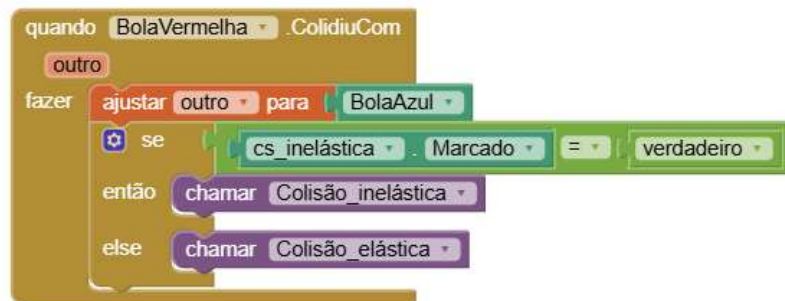 quando BolaVermelha .ColidiuCom
outro
fazer ajustar outro para BolaAzul
se cs_inelástica . Marcado = verdadeiro
então chamar Colisão_inelástica
else chamar Colisão_elástica